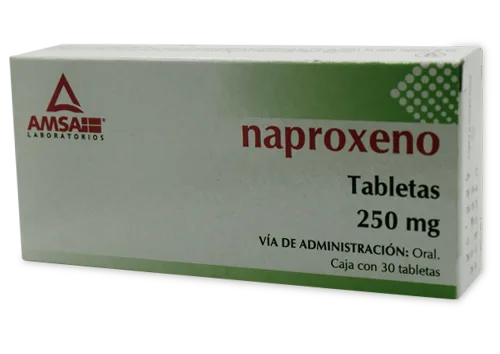 AMSA
LABORATORIOS
naproxeno
Tabletas
250 mg
VÍA DE ADMINISTRACIÓN: Oral.
Caja con 30 tabletas